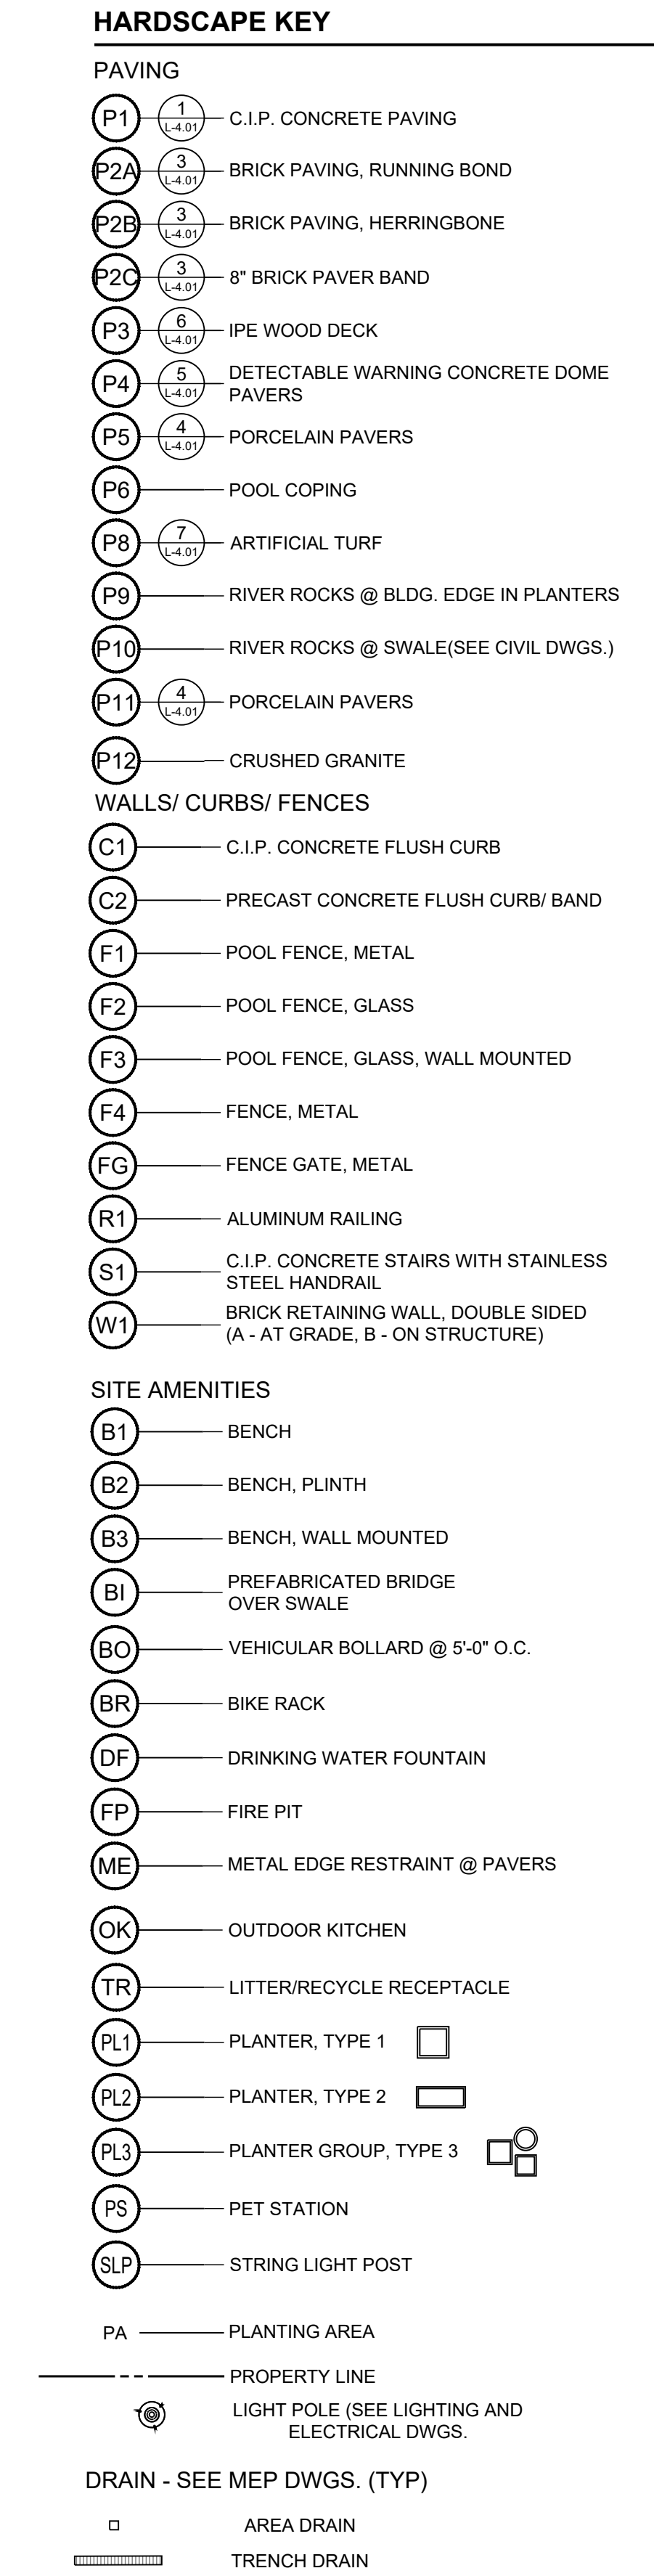 HARDSCAPE KEY
PAVING
P1 1 L-4.01 C.I.P. CONCRETE PAVING
P2A 3 L-4.01 BRICK PAVING, RUNNING BOND
P2B 3 L-4.01 BRICK PAVING, HERRINGBONE
P2C 3 L-4.01 8" BRICK PAVER BAND
P3 6 L-4.01 IPE WOOD DECK
P4 5 L-4.01 DETECTABLE WARNING CONCRETE DOME
PAVERS
P5 4 L-4.01 PORCELAIN PAVERS
P6 POOL COPING
P8 7 L-4.01 ARTIFICIAL TURF
P9 RIVER ROCKS @ BLDG. EDGE IN PLANTERS
P10 RIVER ROCKS @ SWALE(SEE CIVIL DWGS.)
P11 4 L-4.01 PORCELAIN PAVERS
P12 CRUSHED GRANITE
WALLS/ CURBS/ FENCES
C1 C.I.P. CONCRETE FLUSH CURB
C2 PRECAST CONCRETE FLUSH CURB/ BAND
F1 POOL FENCE, METAL
F2 POOL FENCE, GLASS
F3 POOL FENCE, GLASS, WALL MOUNTED
F4 FENCE, METAL
FG FENCE GATE, METAL
R1 ALUMINUM RAILING
S1 C.I.P. CONCRETE STAIRS WITH STAINLESS
STEEL HANDRAIL
W1 BRICK RETAINING WALL, DOUBLE SIDED
(A - AT GRADE, B - ON STRUCTURE)
SITE AMENITIES
B1 BENCH
B2 BENCH, PLINTH
B3 BENCH, WALL MOUNTED
BI PREFABRICATED BRIDGE
OVER SWALE
BO VEHICULAR BOLLARD @ 5'-0" O.C.
BR BIKE RACK
DF DRINKING WATER FOUNTAIN
FP FIRE PIT
ME METAL EDGE RESTRAINT @ PAVERS
OK OUTDOOR KITCHEN
TR LITTER/RECYCLE RECEPTACLE
PL1 PLANTER, TYPE 1
PL2 PLANTER, TYPE 2
PL3 PLANTER GROUP, TYPE 3
PS PET STATION
SLP STRING LIGHT POST
PA PLANTING AREA
PROPERTY LINE
LIGHT POLE (SEE LIGHTING AND
ELECTRICAL DWGS.
DRAIN - SEE MEP DWGS. (TYP)
AREA DRAIN
TRENCH DRAIN